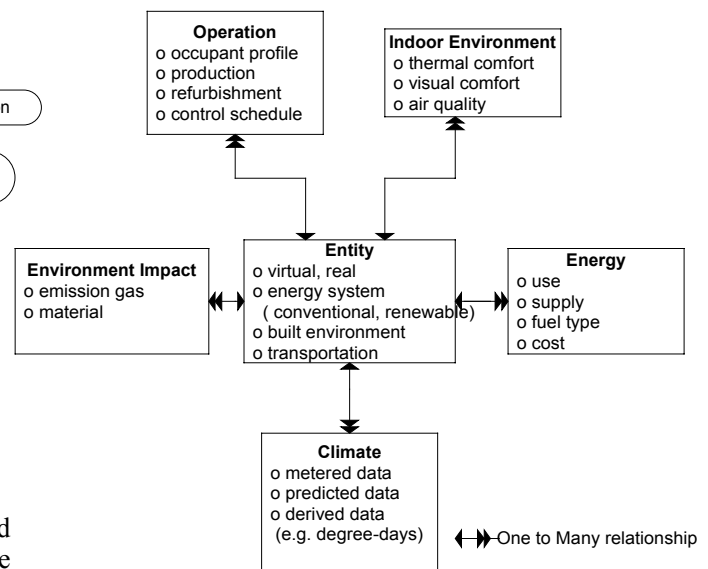 Operation
o occupant profile
o production
o refurbishment
o control schedule
Indoor Environment
o thermal comfort
o visual comfort
o air quality
n
Environment Impact
o emission gas
o material
Entity
o virtual, real
o energy system
( conventional, renewable)
o built environment
o transportation
Energy
o use
o supply
o fuel type
o cost
Climate
o metered data
o predicted data
o derived data
(e.g. degree-days)
One to Many relationship
d
e